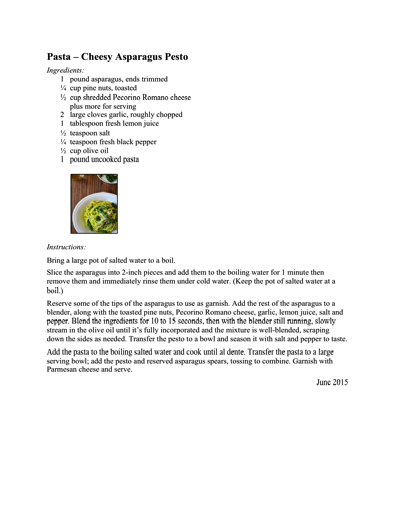 Pasta – Cheesy Asparagus Pesto
Ingredients:
1 pound asparagus, ends trimmed
¼ cup pine nuts, toasted
½ cup shredded Pecorino Romano cheese
plus more for serving
2 large cloves garlic, roughly chopped
1 tablespoon fresh lemon juice
½ teaspoon salt
¼ teaspoon fresh black pepper
½ cup olive oil
1 pound uncooked pasta
Instructions:
Bring a large pot of salted water to a boil.
Slice the asparagus into 2-inch pieces and add them to the boiling water for 1 minute then
remove them and immediately rinse them under cold water. (Keep the pot of salted water at a
boil.)
Reserve some of the tips of the asparagus to use as garnish. Add the rest of the asparagus to a
blender, along with the toasted pine nuts, Pecorino Romano cheese, garlic, lemon juice, salt and
pepper. Blend the ingredients for 10 to 15 seconds, then with the blender still running, slowly
stream in the olive oil until it's fully incorporated and the mixture is well-blended, scraping
down the sides as needed. Transfer the pesto to a bowl and season it with salt and pepper to taste.
Add the pasta to the boiling salted water and cook until al dente. Transfer the pasta to a large
serving bowl; add the pesto and reserved asparagus spears, tossing to combine. Garnish with
Parmesan cheese and serve.
June 2015